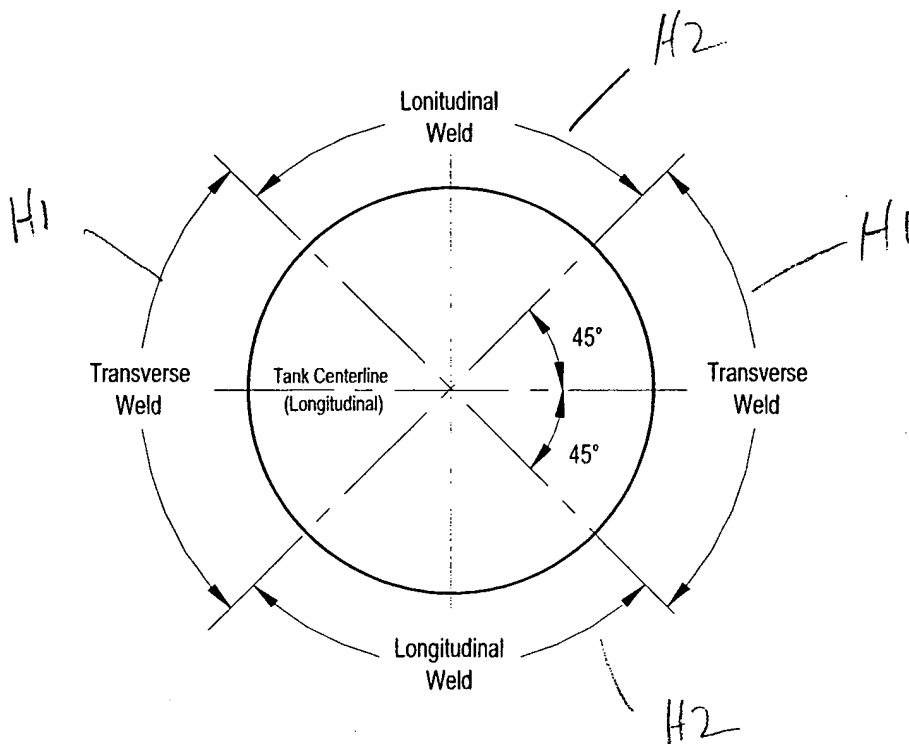 H2
Lonitudinal
Weld
H1
H1
45°
Transverse
Weld
Tank Centerline
(Longitudinal)
Transverse
Weld
45°
Longitudinal
Weld
H2